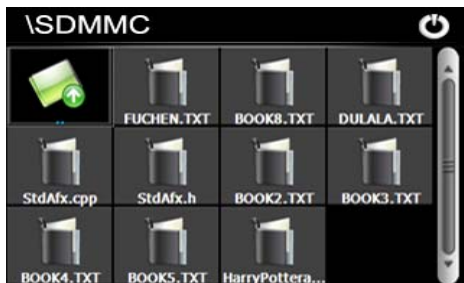 \SDMMC
..
FUCHEN.TXT
BOOK8.TXT
DULALA.TXT
StdAfx.cpp
StdAfx.h
BOOK2.TXT
BOOK3.TXT
BOOK4.TXT
BOOK5.TXT
HarryPottera...